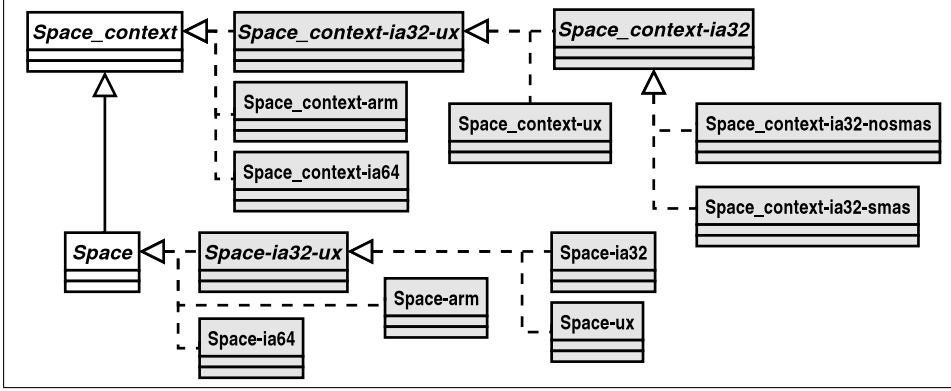 Space_context
Space_context-ia32-ux
Space_context-ia32
Space_context-arm
Space_context-ux
Space_context-ia32-nosmas
Space_context-ia64
Space_context-ia32-smas
Space
Space-ia32-ux
Space-ia32
Space-arm
Space-ux
Space-ia64